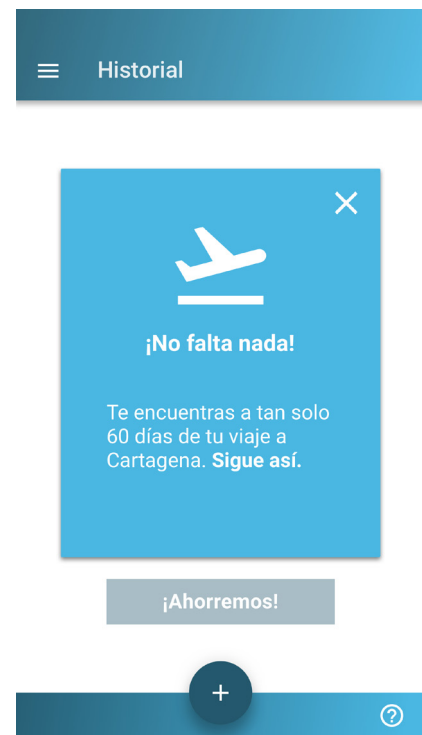 Historial
¡No falta nada!
Te encuentras a tan solo
60 días de tu viaje a
Cartagena. Sigue así.
¡Ahorremos!